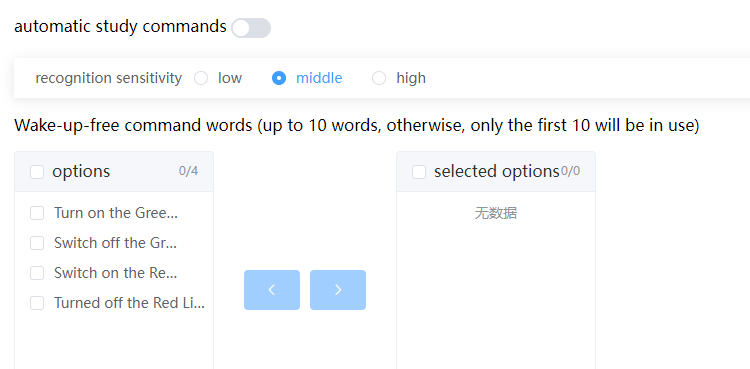 automatic study commands
recognition sensitivity low middle high
Wake-up-free command words (up to 10 words, otherwise, only the first 10 will be in use)
options 0/4
selected options 0/0
Turn on the Gree...
Switch off the Gr...
Switch on the Re...
Turned off the Red Li...
无数据